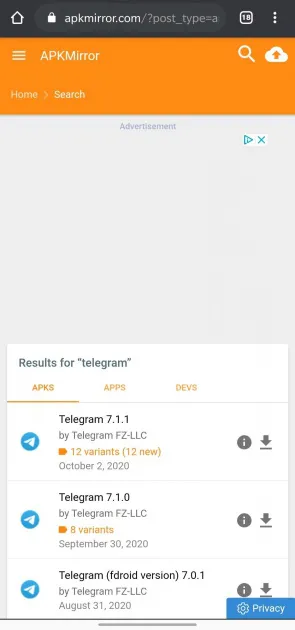 apkmirror.com/?post_type=a
18
APKMirror
Home > Search
Advertisement
Results for “telegram”
APKS
APPS
DEVS
Telegram 7.1.1
by Telegram FZ-LLC
12 variants (12 new)
October 2, 2020
Telegram 7.1.0
by Telegram FZ-LLC
8 variants
September 30, 2020
Telegram (fdroid version) 7.0.1
by Telegram FZ-LLC
August 31, 2020
Privacy